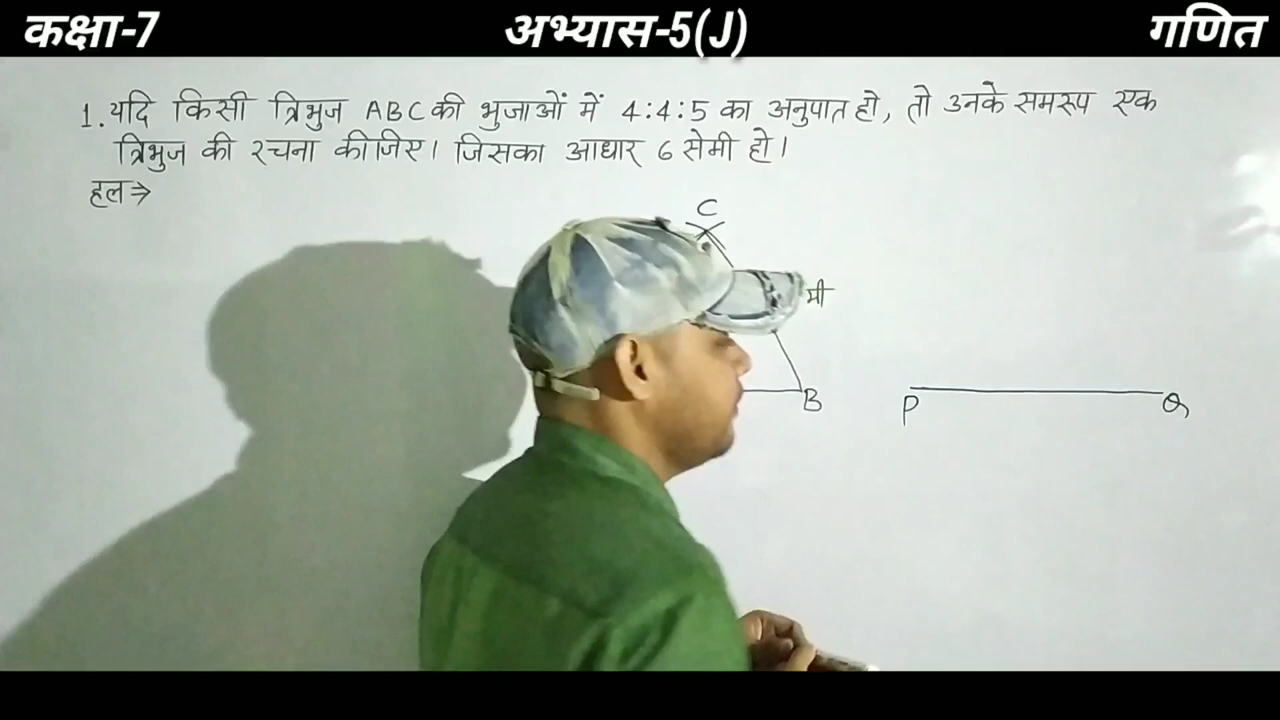 कक्षा-7 अभ्यास-5(J) गणित
1. यदि किसी त्रिभुज ABC की भुजाओं में 4:4:5 का अनुपात हो, तो उनके समरूप एक
त्रिभुज की रचना कीजिए। जिसका आधार 6 सेमी हो।
हल⇒
C
मी
B
P
Q